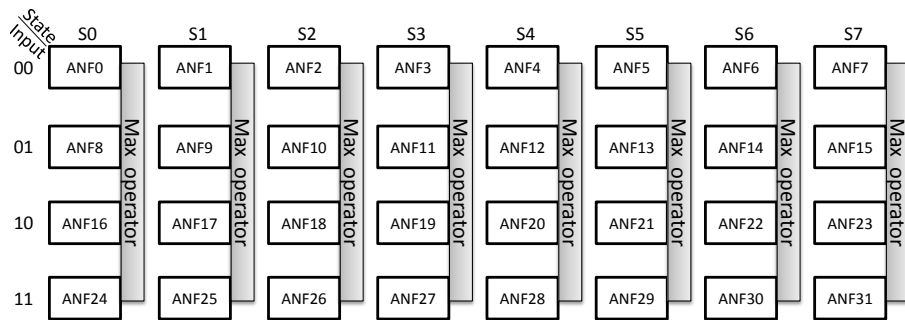 State
Input
S0 S1 S2 S3 S4 S5 S6 S7
00 ANF0 ANF1 ANF2 ANF3 ANF4 ANF5 ANF6 ANF7
01 ANF8 ANF9 ANF10 ANF11 ANF12 ANF13 ANF14 ANF15
10 ANF16 ANF17 ANF18 ANF19 ANF20 ANF21 ANF22 ANF23
11 ANF24 ANF25 ANF26 ANF27 ANF28 ANF29 ANF30 ANF31
Max operator
Max operator
Max operator
Max operator
Max operator
Max operator
Max operator
Max operator